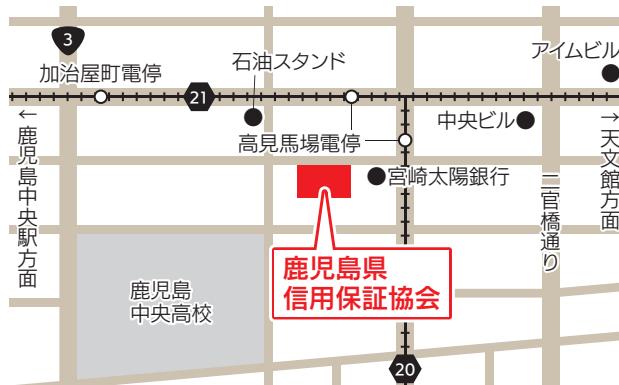 3
アイムビル
石油スタンド
加治屋町電停
21
中央ビル
高見馬場電停
←鹿児島中央駅方面
→天文館方面
宮崎太陽銀行
二官橋通り
鹿児島県
信用保証協会
鹿児島
中央高校
20